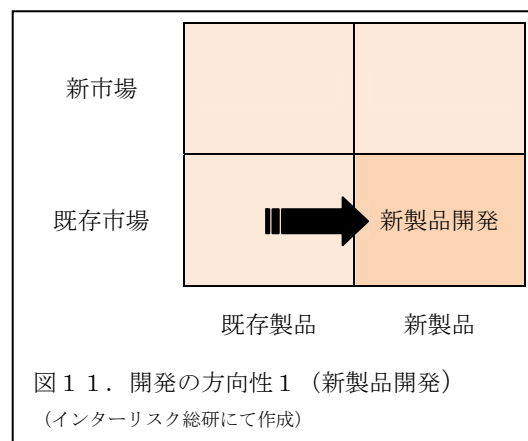 新市場
既存市場
新製品開発
既存製品
新製品
図１１．開発の方向性１（新製品開発）
（インターリスク総研にて作成）